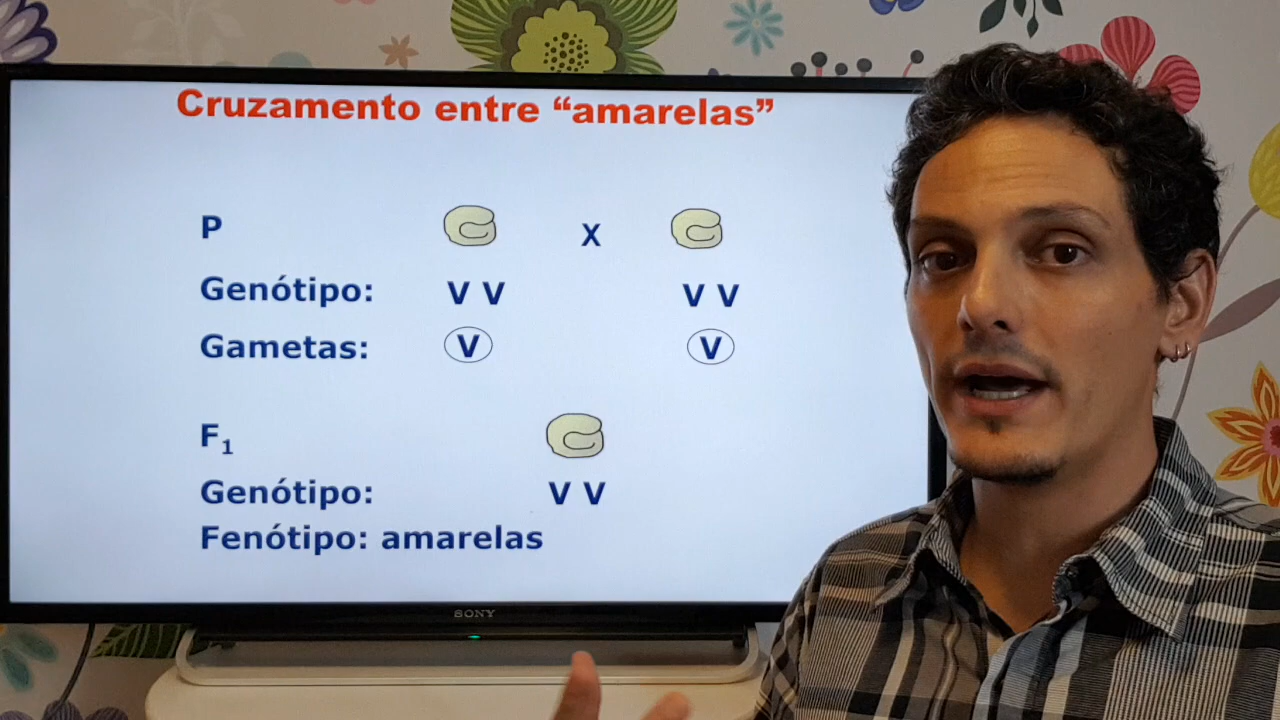 Cruzamento entre “amarelas”
P X
Genótipo: V V V V
Gametas: V V
F₁
Genótipo: V V
Fenótipo: amarelas
SONY